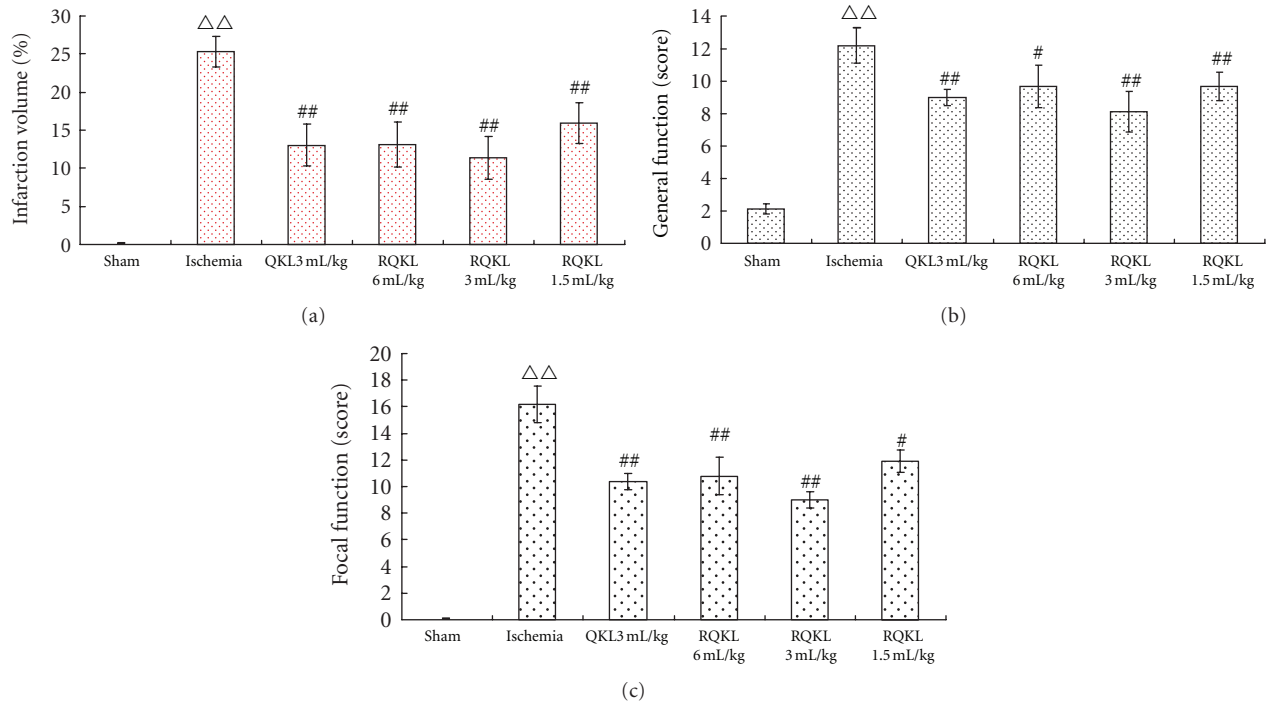 Infarction volume (%)
30
25
20
15
10
5
0
△△
##
##
##
##
Sham
Ischemia
QKL3 mL/kg
RQKL
6 mL/kg
RQKL
3 mL/kg
RQKL
1.5 mL/kg
(a)
General function (score)
14
12
10
8
6
4
2
0
△△
##
#
##
##
Sham
Ischemia
QKL3 mL/kg
RQKL
6 mL/kg
RQKL
3 mL/kg
RQKL
1.5 mL/kg
(b)
Focal function (score)
20
18
16
14
12
10
8
6
4
2
0
△△
##
##
##
#
Sham
Ischemia
QKL3 mL/kg
RQKL
6 mL/kg
RQKL
3 mL/kg
RQKL
1.5 mL/kg
(c)